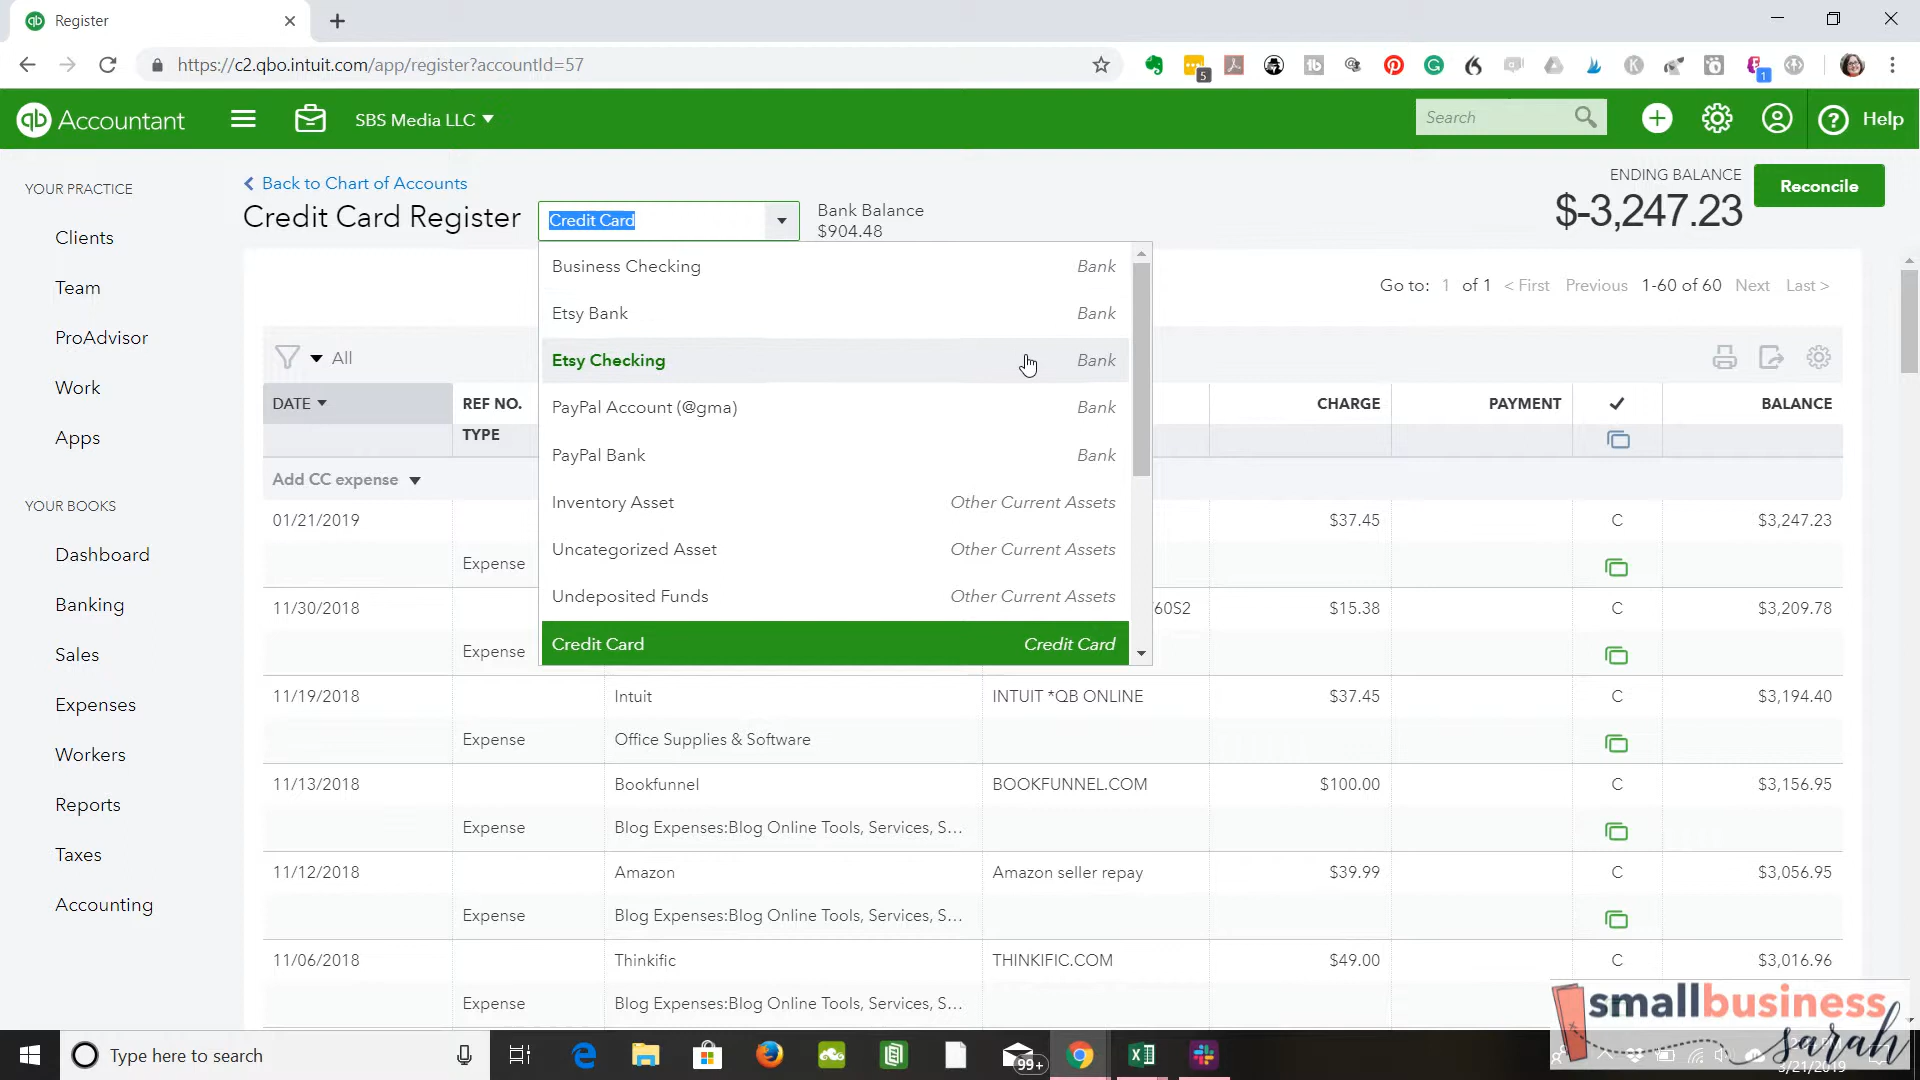 Register
https://c2.qbo.intuit.com/app/register?accountId=57
5
1
qb Accountant
SBS Media LLC
Search
Help
YOUR PRACTICE
Clients
Team
ProAdvisor
Work
Apps
YOUR BOOKS
Dashboard
Banking
Sales
Expenses
Workers
Reports
Taxes
Accounting
Back to Chart of Accounts
Credit Card Register
Credit Card
Bank Balance
$904.48
ENDING BALANCE
$-3,247.23
Reconcile
Business Checking Bank
Etsy Bank Bank
Etsy Checking Bank
PayPal Account (@gma) Bank
PayPal Bank Bank
Inventory Asset Other Current Assets
Uncategorized Asset Other Current Assets
Undeposited Funds Other Current Assets
Credit Card Credit Card
Go to: 1 of 1 < First Previous 1-60 of 60 Next Last >
All
DATE REF NO. CHARGE PAYMENT ✓ BALANCE
TYPE
Add CC expense
01/21/2019 $37.45 C $3,247.23
Expense
11/30/2018 60S2 $15.38 C $3,209.78
Expense
11/19/2018 Intuit INTUIT *QB ONLINE $37.45 C $3,194.40
Expense Office Supplies & Software
11/13/2018 Bookfunnel BOOKFUNNEL.COM $100.00 C $3,156.95
Expense Blog Expenses:Blog Online Tools, Services, S...
11/12/2018 Amazon Amazon seller repay $39.99 C $3,056.95
Expense Blog Expenses:Blog Online Tools, Services, S...
11/06/2018 Thinkific THINKIFIC.COM $49.00 C $3,016.96
Expense Blog Expenses:Blog Online Tools, Services, S...
smallbusiness
sarah
Type here to search
99+
3/21/2019